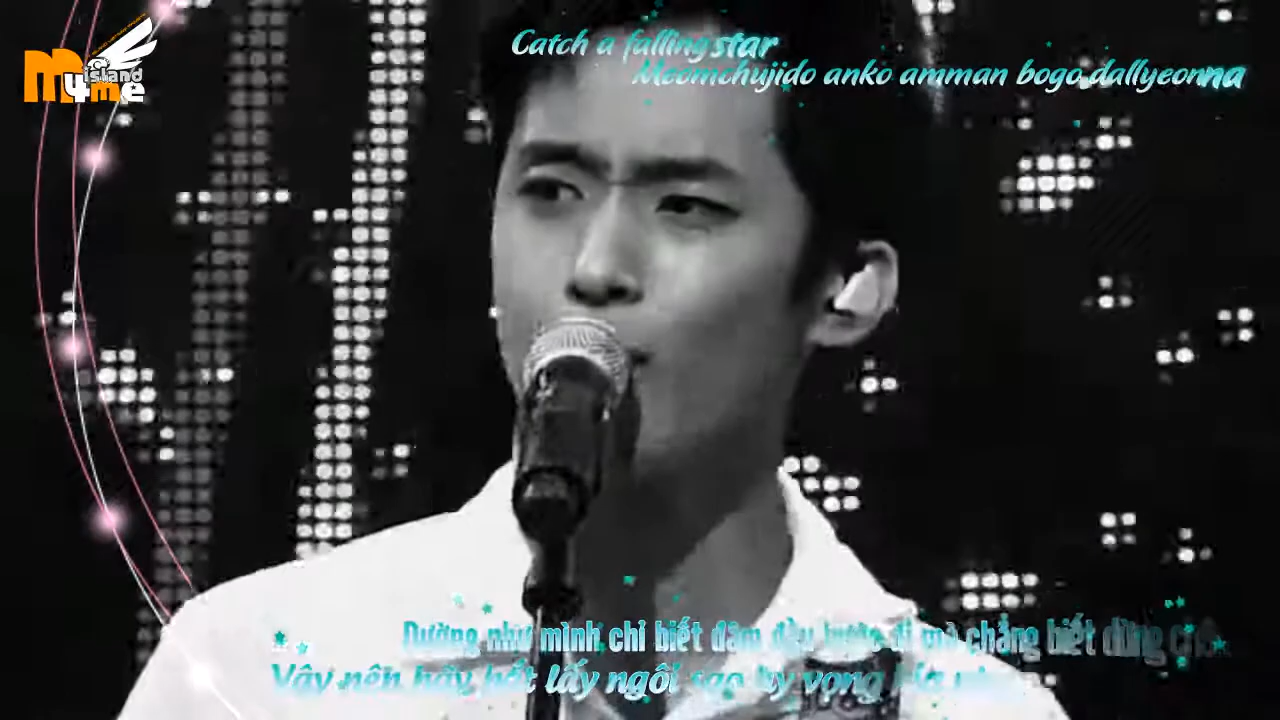 M4me
island
Catch a falling star
Meomchujido anko amman bogo dallyeonna
Dường như mình chỉ biết đâm đầu bước đi mà chẳng biết dừng
Vậy nên hãy bắt lấy ngôi sao hy vọng